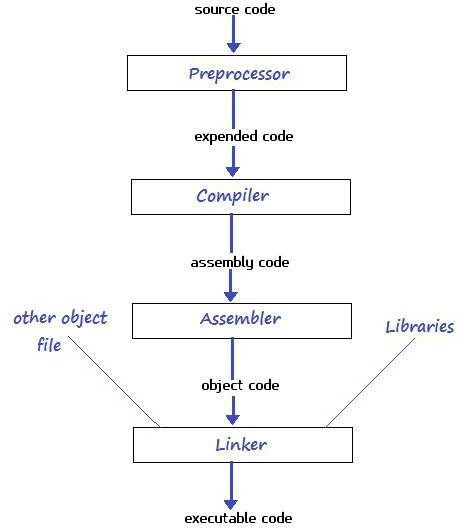 source code
Preprocessor
expended code
Compiler
assembly code
Assembler
other object
file
Libraries
object code
Linker
executable code